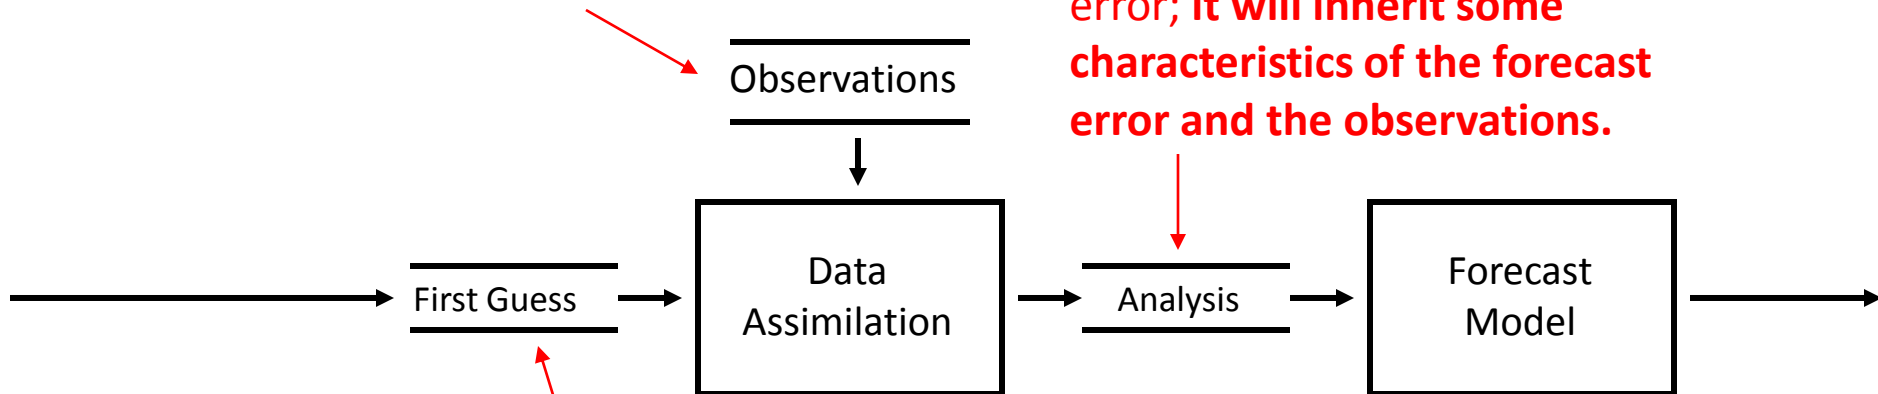 error; it will inherit some
characteristics of the forecast
error and the observations.
Observations
First Guess
Data
Assimilation
Analysis
Forecast
Model